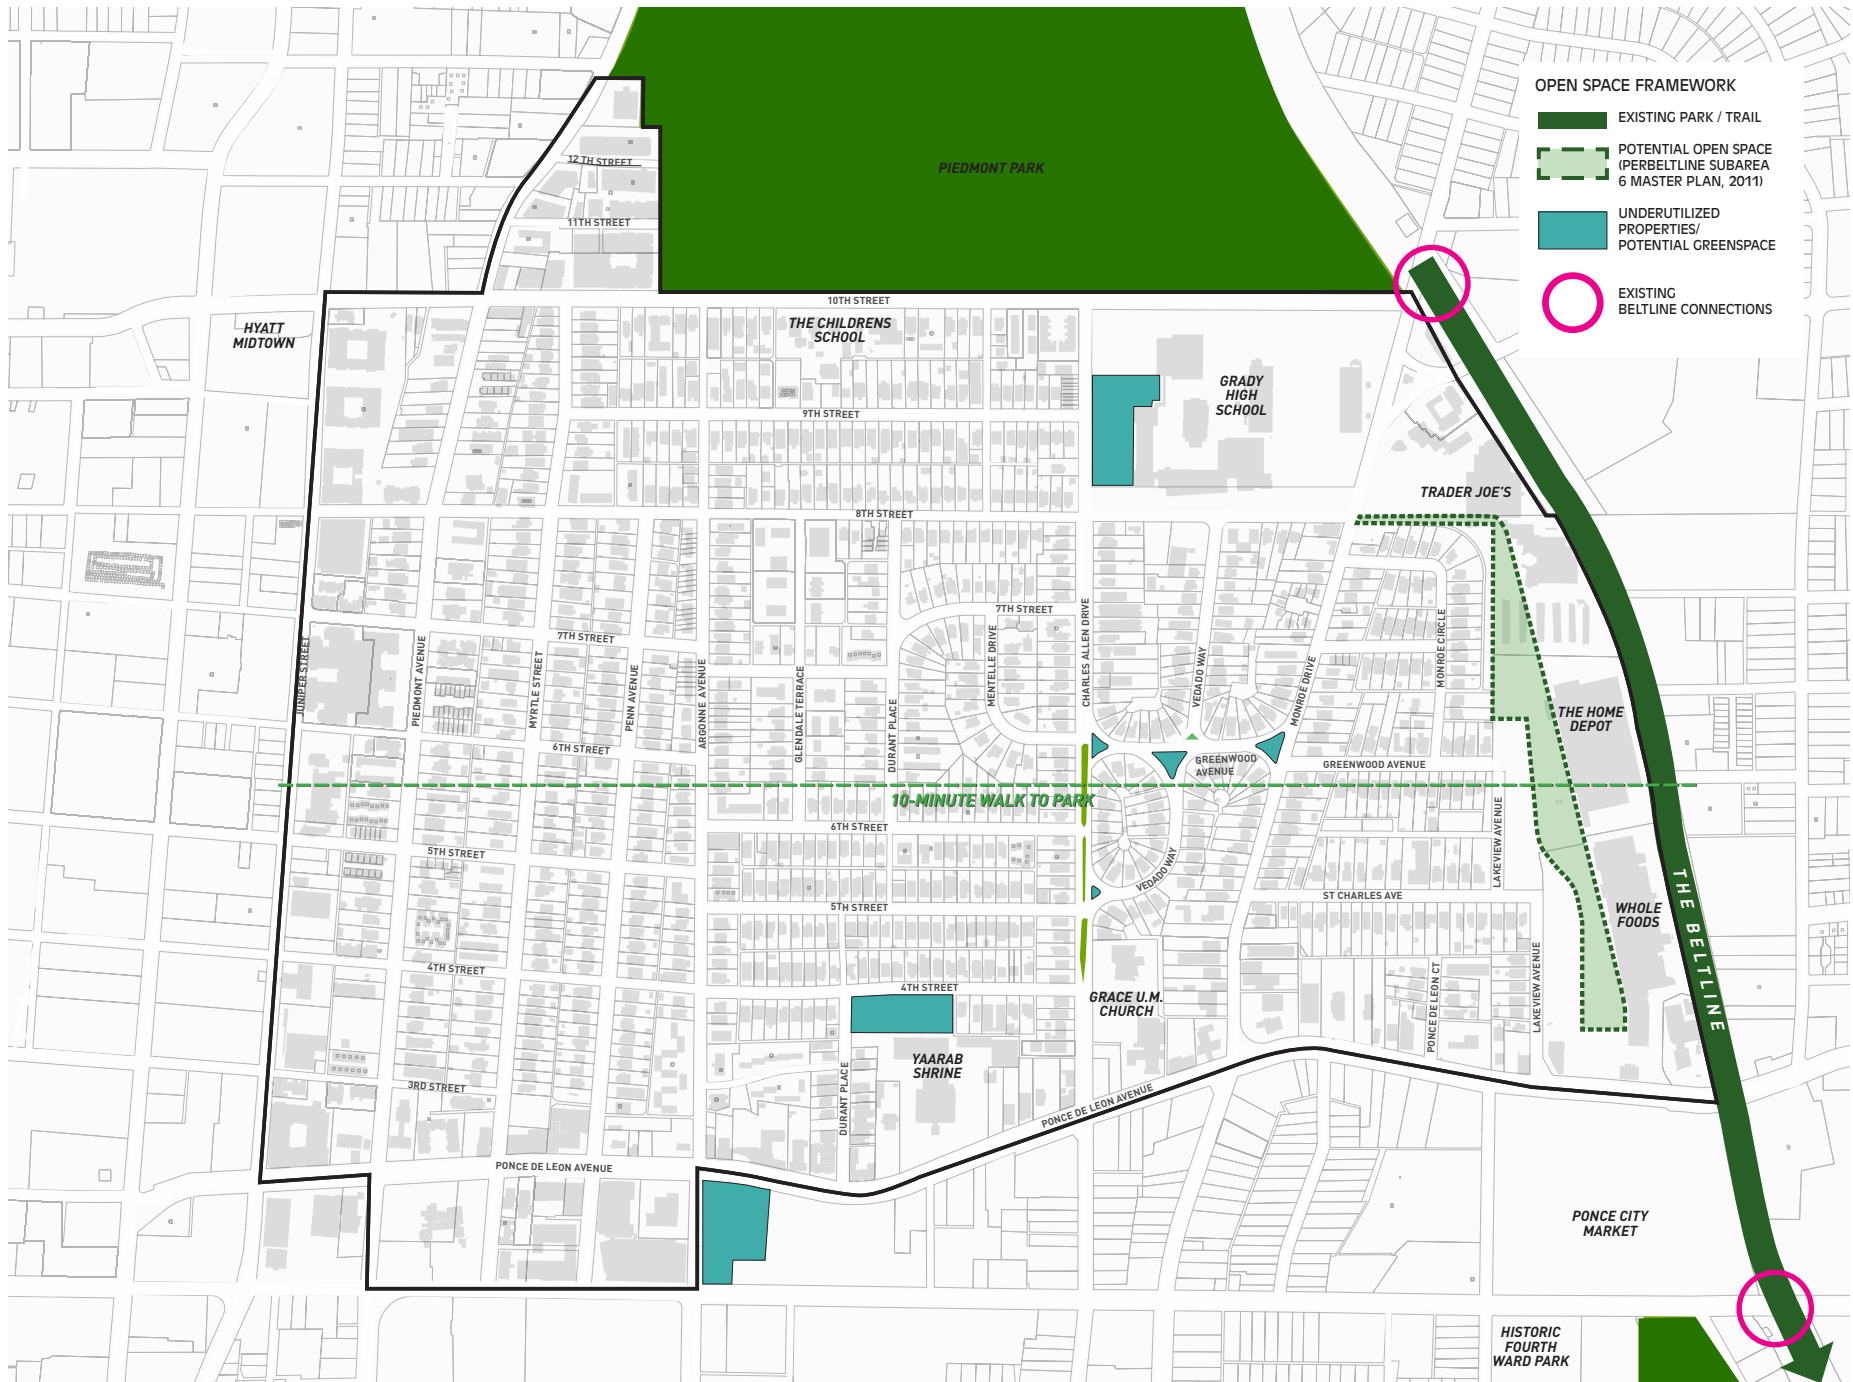 OPEN SPACE FRAMEWORK
EXISTING PARK / TRAIL
POTENTIAL OPEN SPACE
(PERBELTLINE SUBAREA
6 MASTER PLAN, 2011)
UNDERUTILIZED
PROPERTIES/
POTENTIAL GREENSPACE
EXISTING
BELTLINE CONNECTIONS
PIEDMONT PARK
12 TH STREET
11TH STREET
10TH STREET
HYATT
MIDTOWN
THE CHILDRENS
SCHOOL
GRADY
HIGH
SCHOOL
9TH STREET
TRADER JOE'S
8TH STREET
7TH STREET
7TH STREET
JUNIPER STREET
PIEDMONT AVENUE
MYRTLE STREET
PENN AVENUE
ARGONNE AVENUE
GLENDALE TERRACE
DURANT PLACE
MENTELLE DRIVE
CHARLES ALLEN DRIVE
VEDADO WAY
MONROE DRIVE
MONROE CIRCLE
THE HOME
DEPOT
6TH STREET
GREENWOOD
AVENUE
GREENWOOD AVENUE
10-MINUTE WALK TO PARK
6TH STREET
LAKEVIEW AVENUE
5TH STREET
VEDADO WAY
ST CHARLES AVE
5TH STREET
WHOLE
FOODS
THE BELTLINE
4TH STREET
4TH STREET
GRACE U.M.
CHURCH
PONCE DE LEON CT
LAKEVIEW AVENUE
YAARAB
SHRINE
3RD STREET
DURANT PLACE
PONCE DE LEON AVENUE
PONCE DE LEON AVENUE
PONCE CITY
MARKET
HISTORIC
FOURTH
WARD PARK